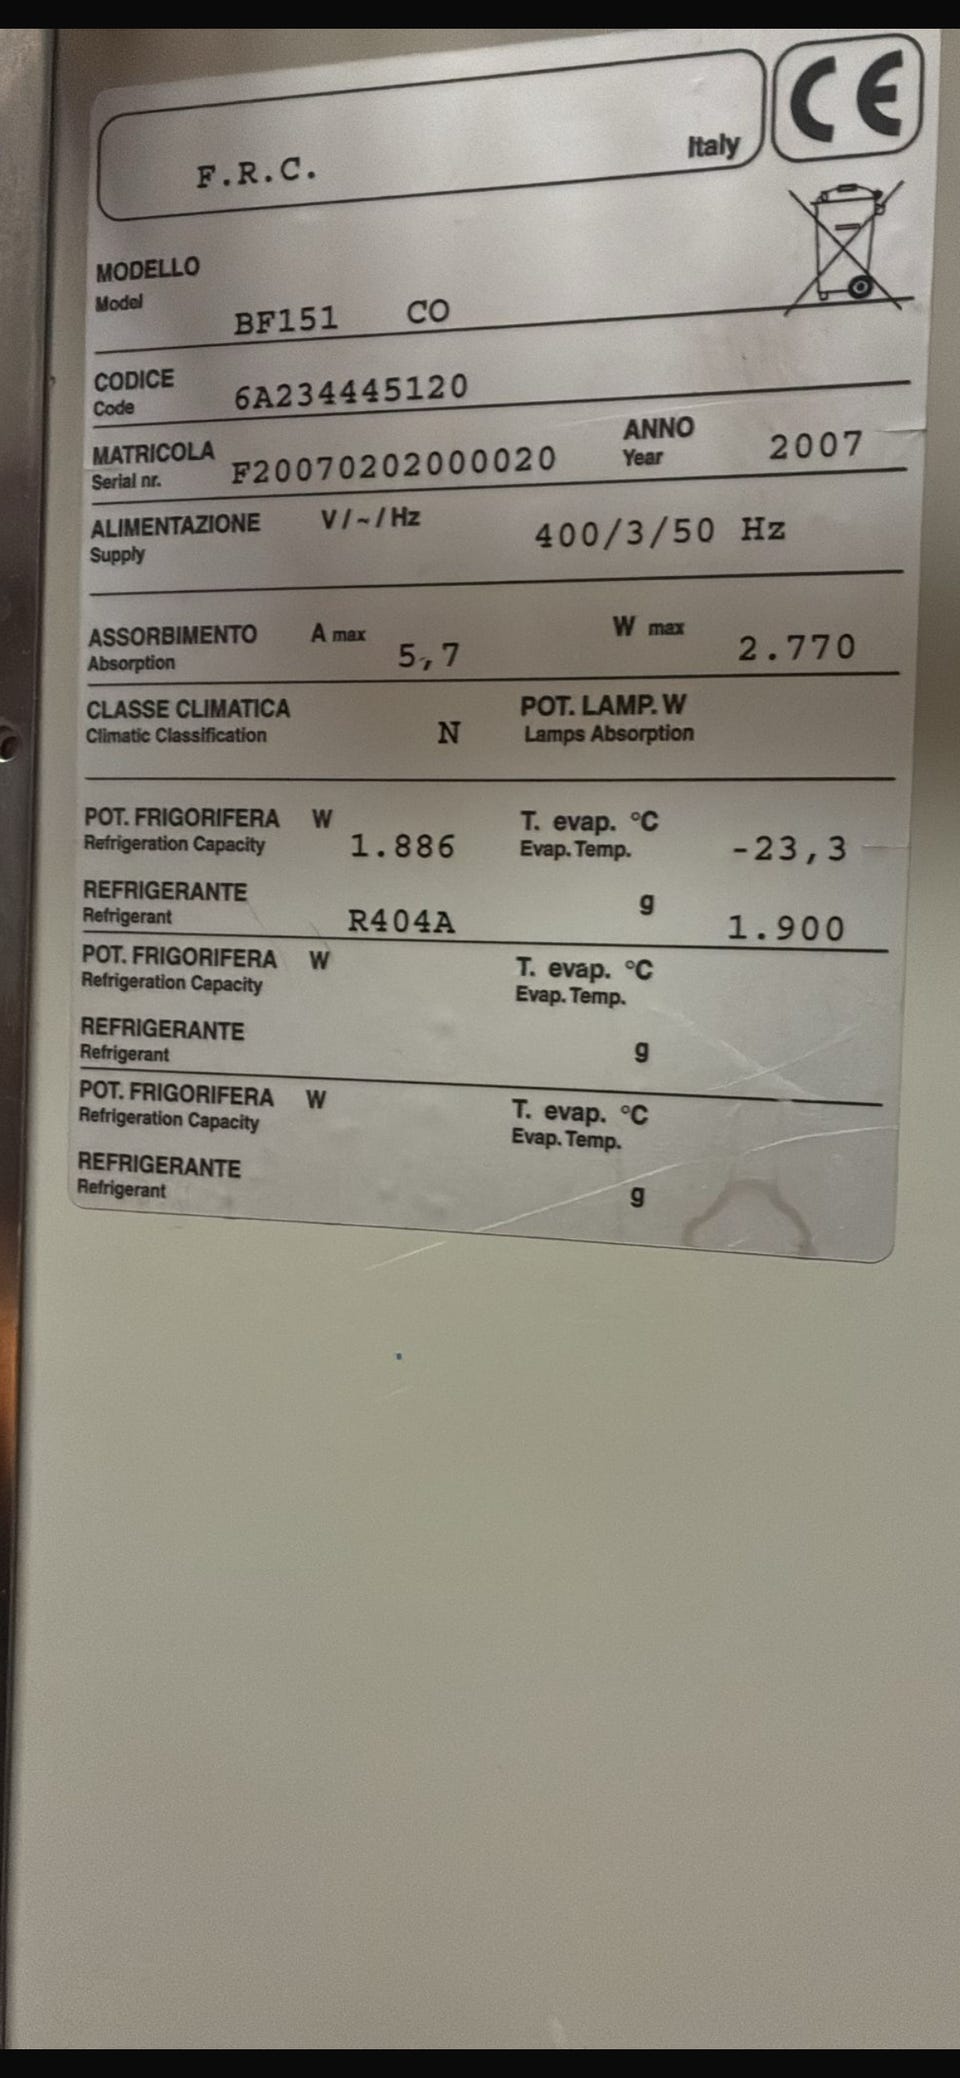 F.R.C.
Italy
CE
MODELLO
Model
BF151 CO
CODICE
Code
6A234445120
MATRICOLA
Serial nr.
F20070202000020
ANNO
Year
2007
ALIMENTAZIONE
Supply
V/~/Hz
400/3/50 Hz
ASSORBIMENTO
Absorption
A max
5,7
W max
2.770
CLASSE CLIMATICA
Climatic Classification
N
POT. LAMP. W
Lamps Absorption
POT. FRIGORIFERA W
Refrigeration Capacity
1.886
T. evap. °C
Evap. Temp.
-23,3
REFRIGERANTE
Refrigerant
R404A
g
1.900
POT. FRIGORIFERA W
Refrigeration Capacity
T. evap. °C
Evap. Temp.
REFRIGERANTE
Refrigerant
g
POT. FRIGORIFERA W
Refrigeration Capacity
T. evap. °C
Evap. Temp.
REFRIGERANTE
Refrigerant
g